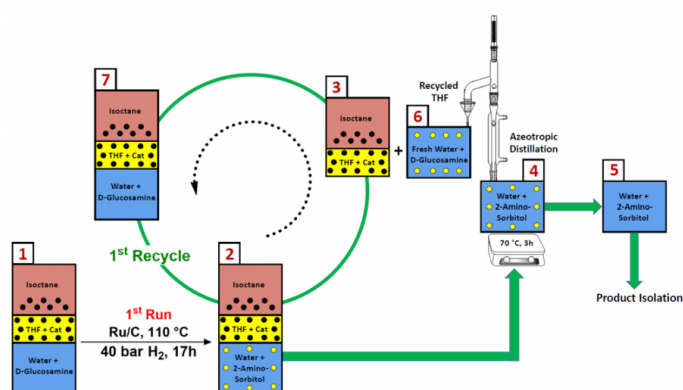 7
Isoctane
THF + Cat
Water +
D-Glucosamine
3
Isoctane
THF + Cat
+
Recycled
THF
6
Fresh Water +
D-Glucosamine
Azeotropic
Distillation
4
Water +
2-Amino-
Sorbitol
70 °C, 3h
5
Water +
2-Amino-
Sorbitol
Product Isolation
1st Recycle
1
Isoctane
THF + Cat
Water +
D-Glucosamine
1st Run
Ru/C, 110 °C
40 bar H2, 17h
2
Isoctane
THF + Cat
Water +
2-Amino-
Sorbitol